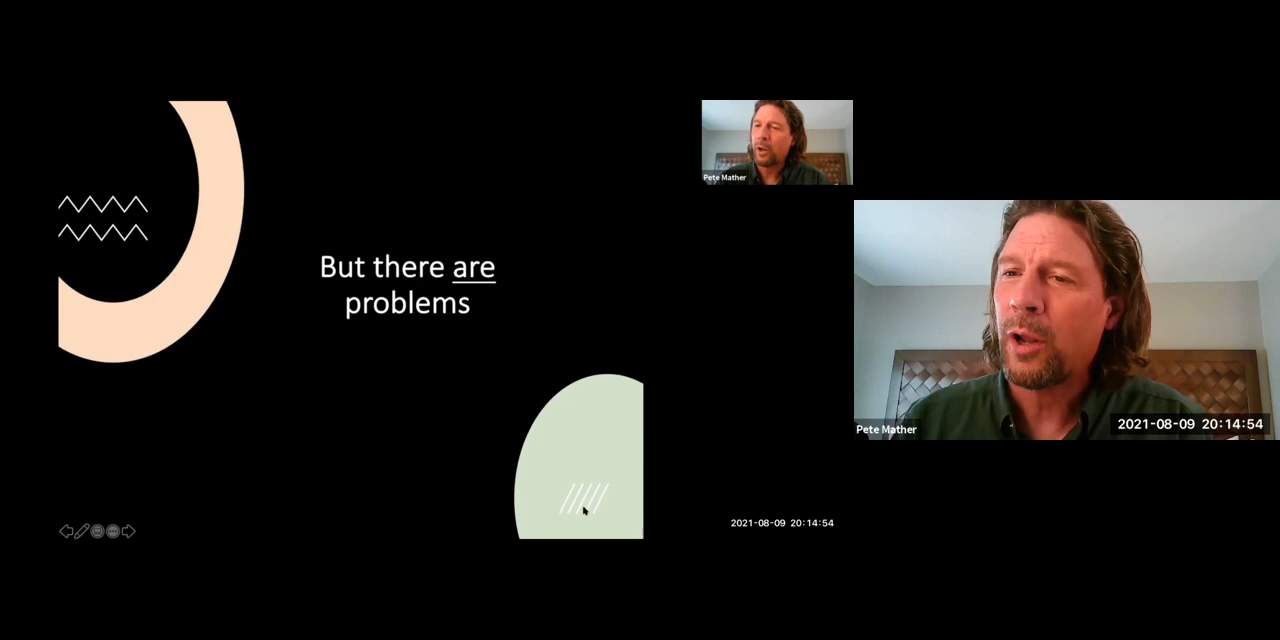 But there are
problems
Pete Mather
Pete Mather
2021-08-09 20:14:54
2021-08-09 20:14:54